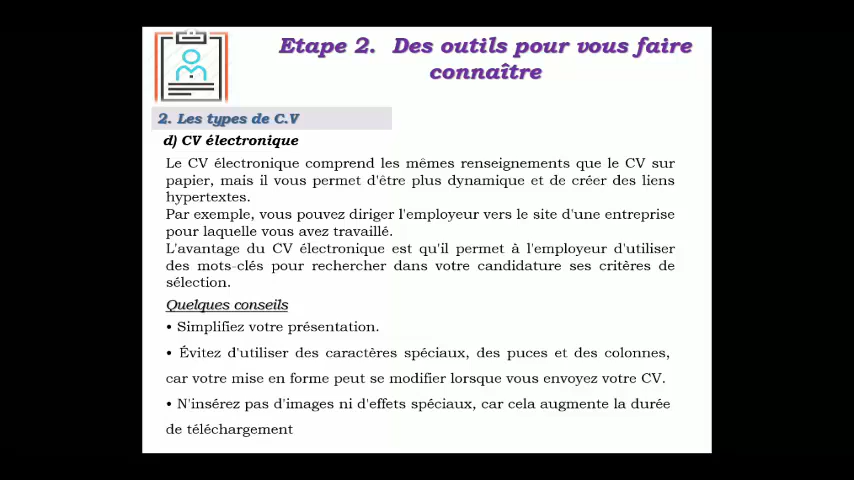 Etape 2. Des outils pour vous faire
connaître
2. Les types de C.V
d) CV électronique
Le CV électronique comprend les mêmes renseignements que le CV sur
papier, mais il vous permet d'être plus dynamique et de créer des liens
hypertextes.
Par exemple, vous pouvez diriger l'employeur vers le site d'une entreprise
pour laquelle vous avez travaillé.
L'avantage du CV électronique est qu'il permet à l'employeur d'utiliser
des mots-clés pour rechercher dans votre candidature ses critères de
sélection.
Quelques conseils
• Simplifiez votre présentation.
• Évitez d'utiliser des caractères spéciaux, des puces et des colonnes,
car votre mise en forme peut se modifier lorsque vous envoyez votre CV.
• N'insérez pas d'images ni d'effets spéciaux, car cela augmente la durée
de téléchargement